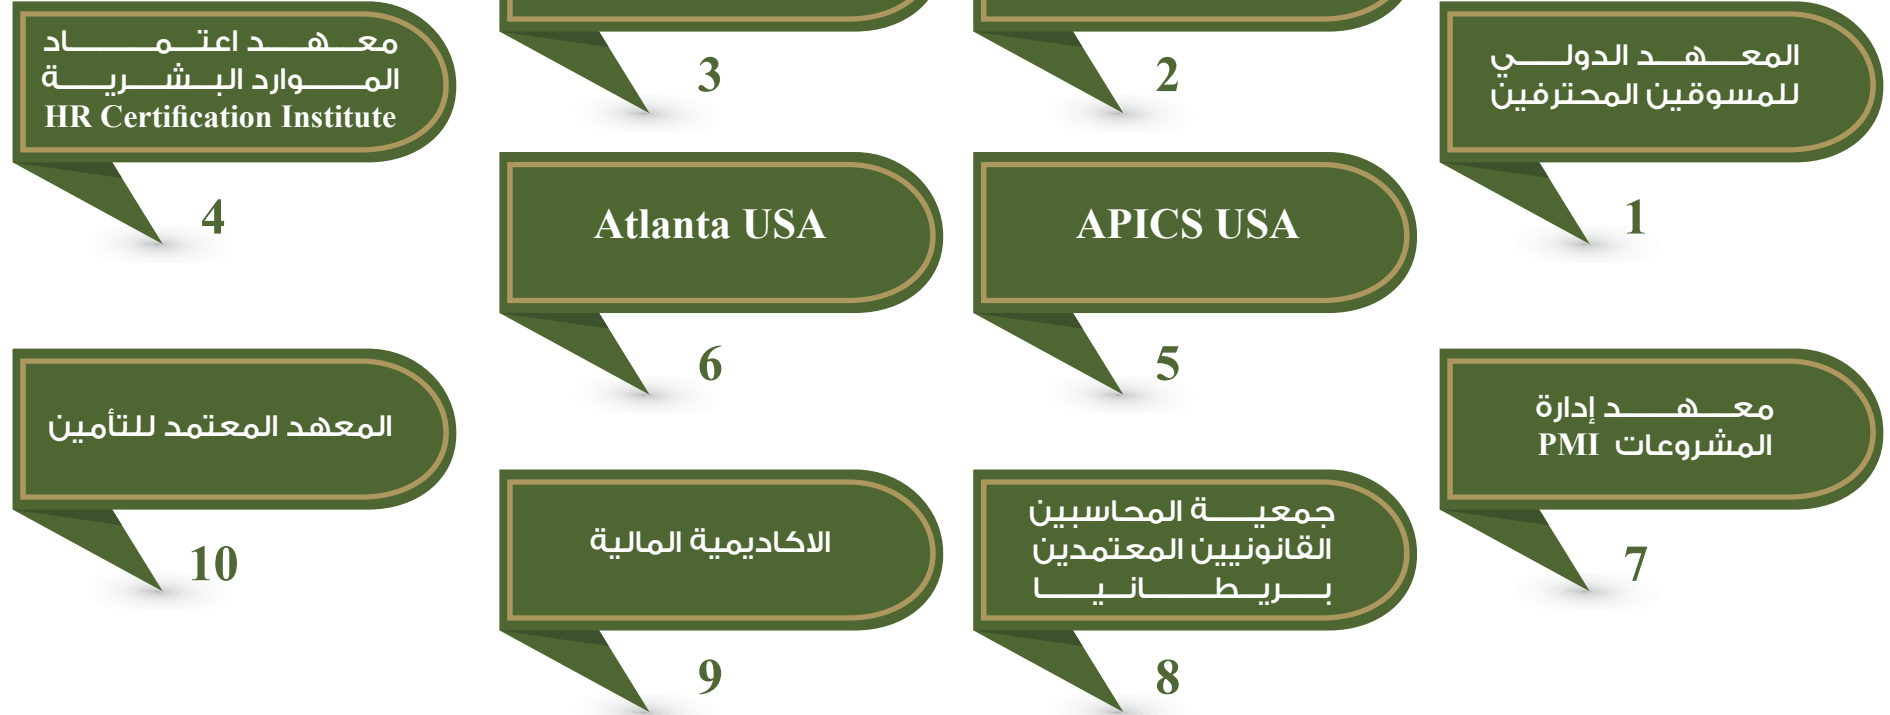 المعهد الدولي
للمسوقين المحترفين
1
2
3
معهد اعتماد
الموارد البشرية
HR Certification Institute
4
APICS USA
5
Atlanta USA
6
معهد إدارة
المشروعات PMI
7
جمعية المحاسبين
القانونيين المعتمدين
بريطانيا
8
الاكاديمية المالية
9
المعهد المعتمد للتأمين
10